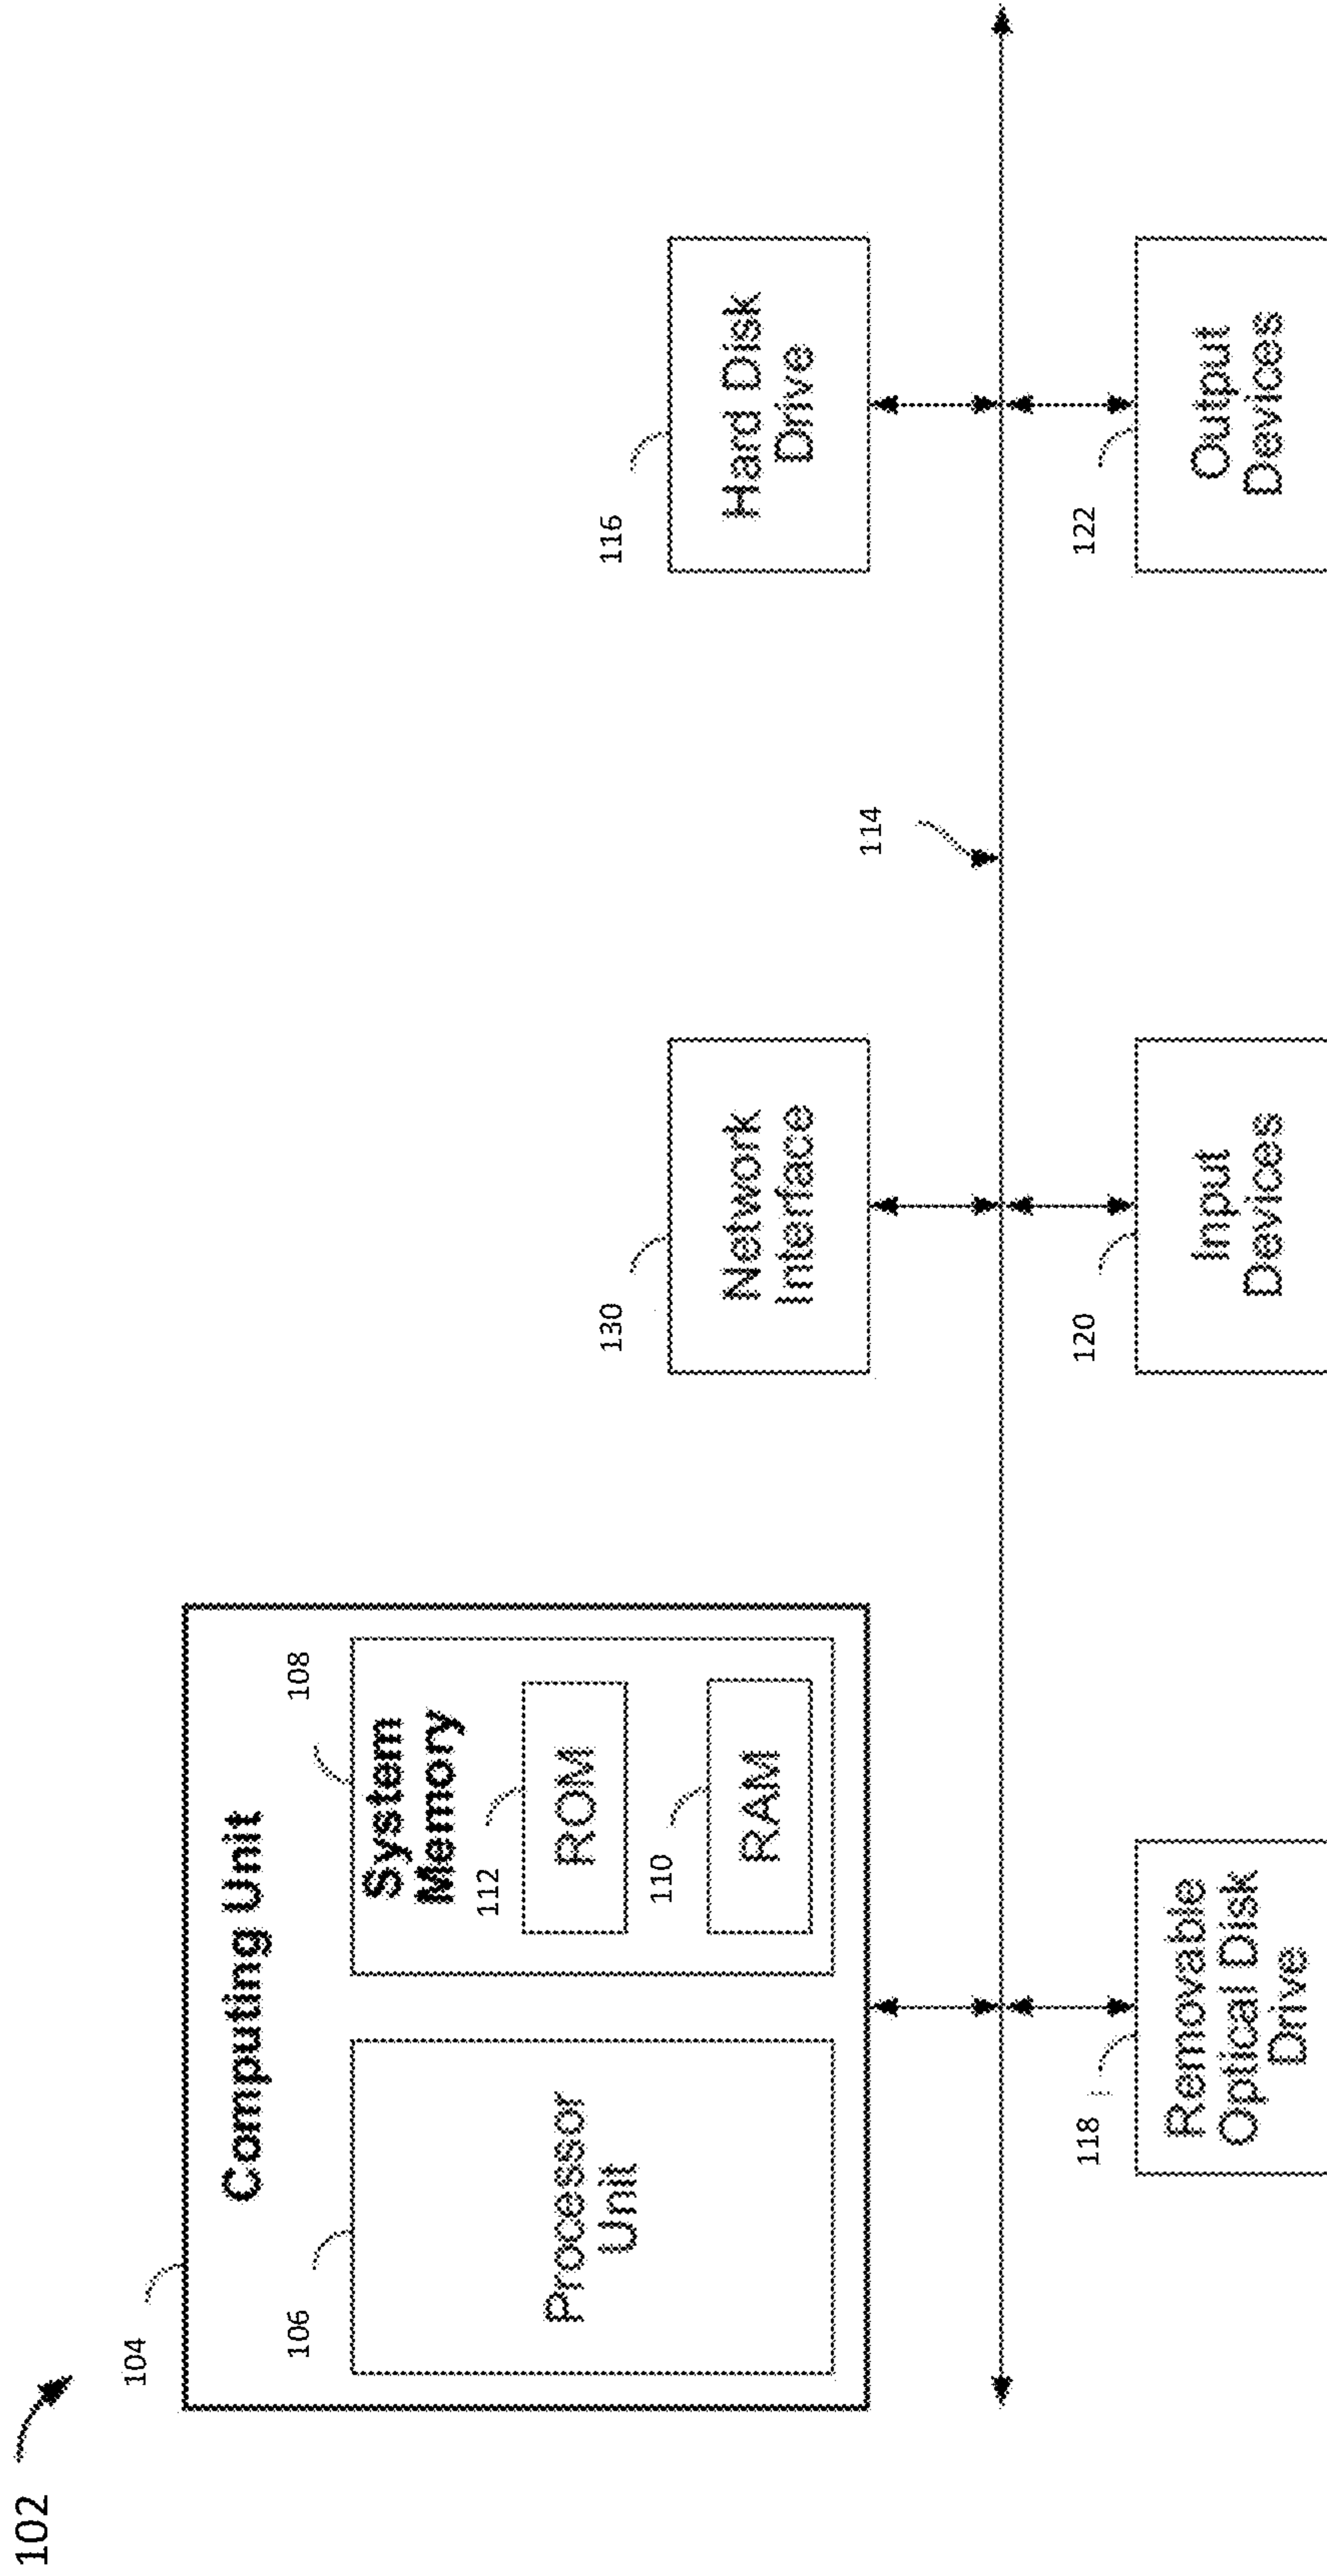 102
104
Computing Unit
106
Processor
Unit
108
System
Memory
112
ROM
110
RAM
130
Network
Interface
116
Hard Disk
Drive
114
118
Removable
Optical Disk
Drive
120
Input
Devices
122
Output
Devices